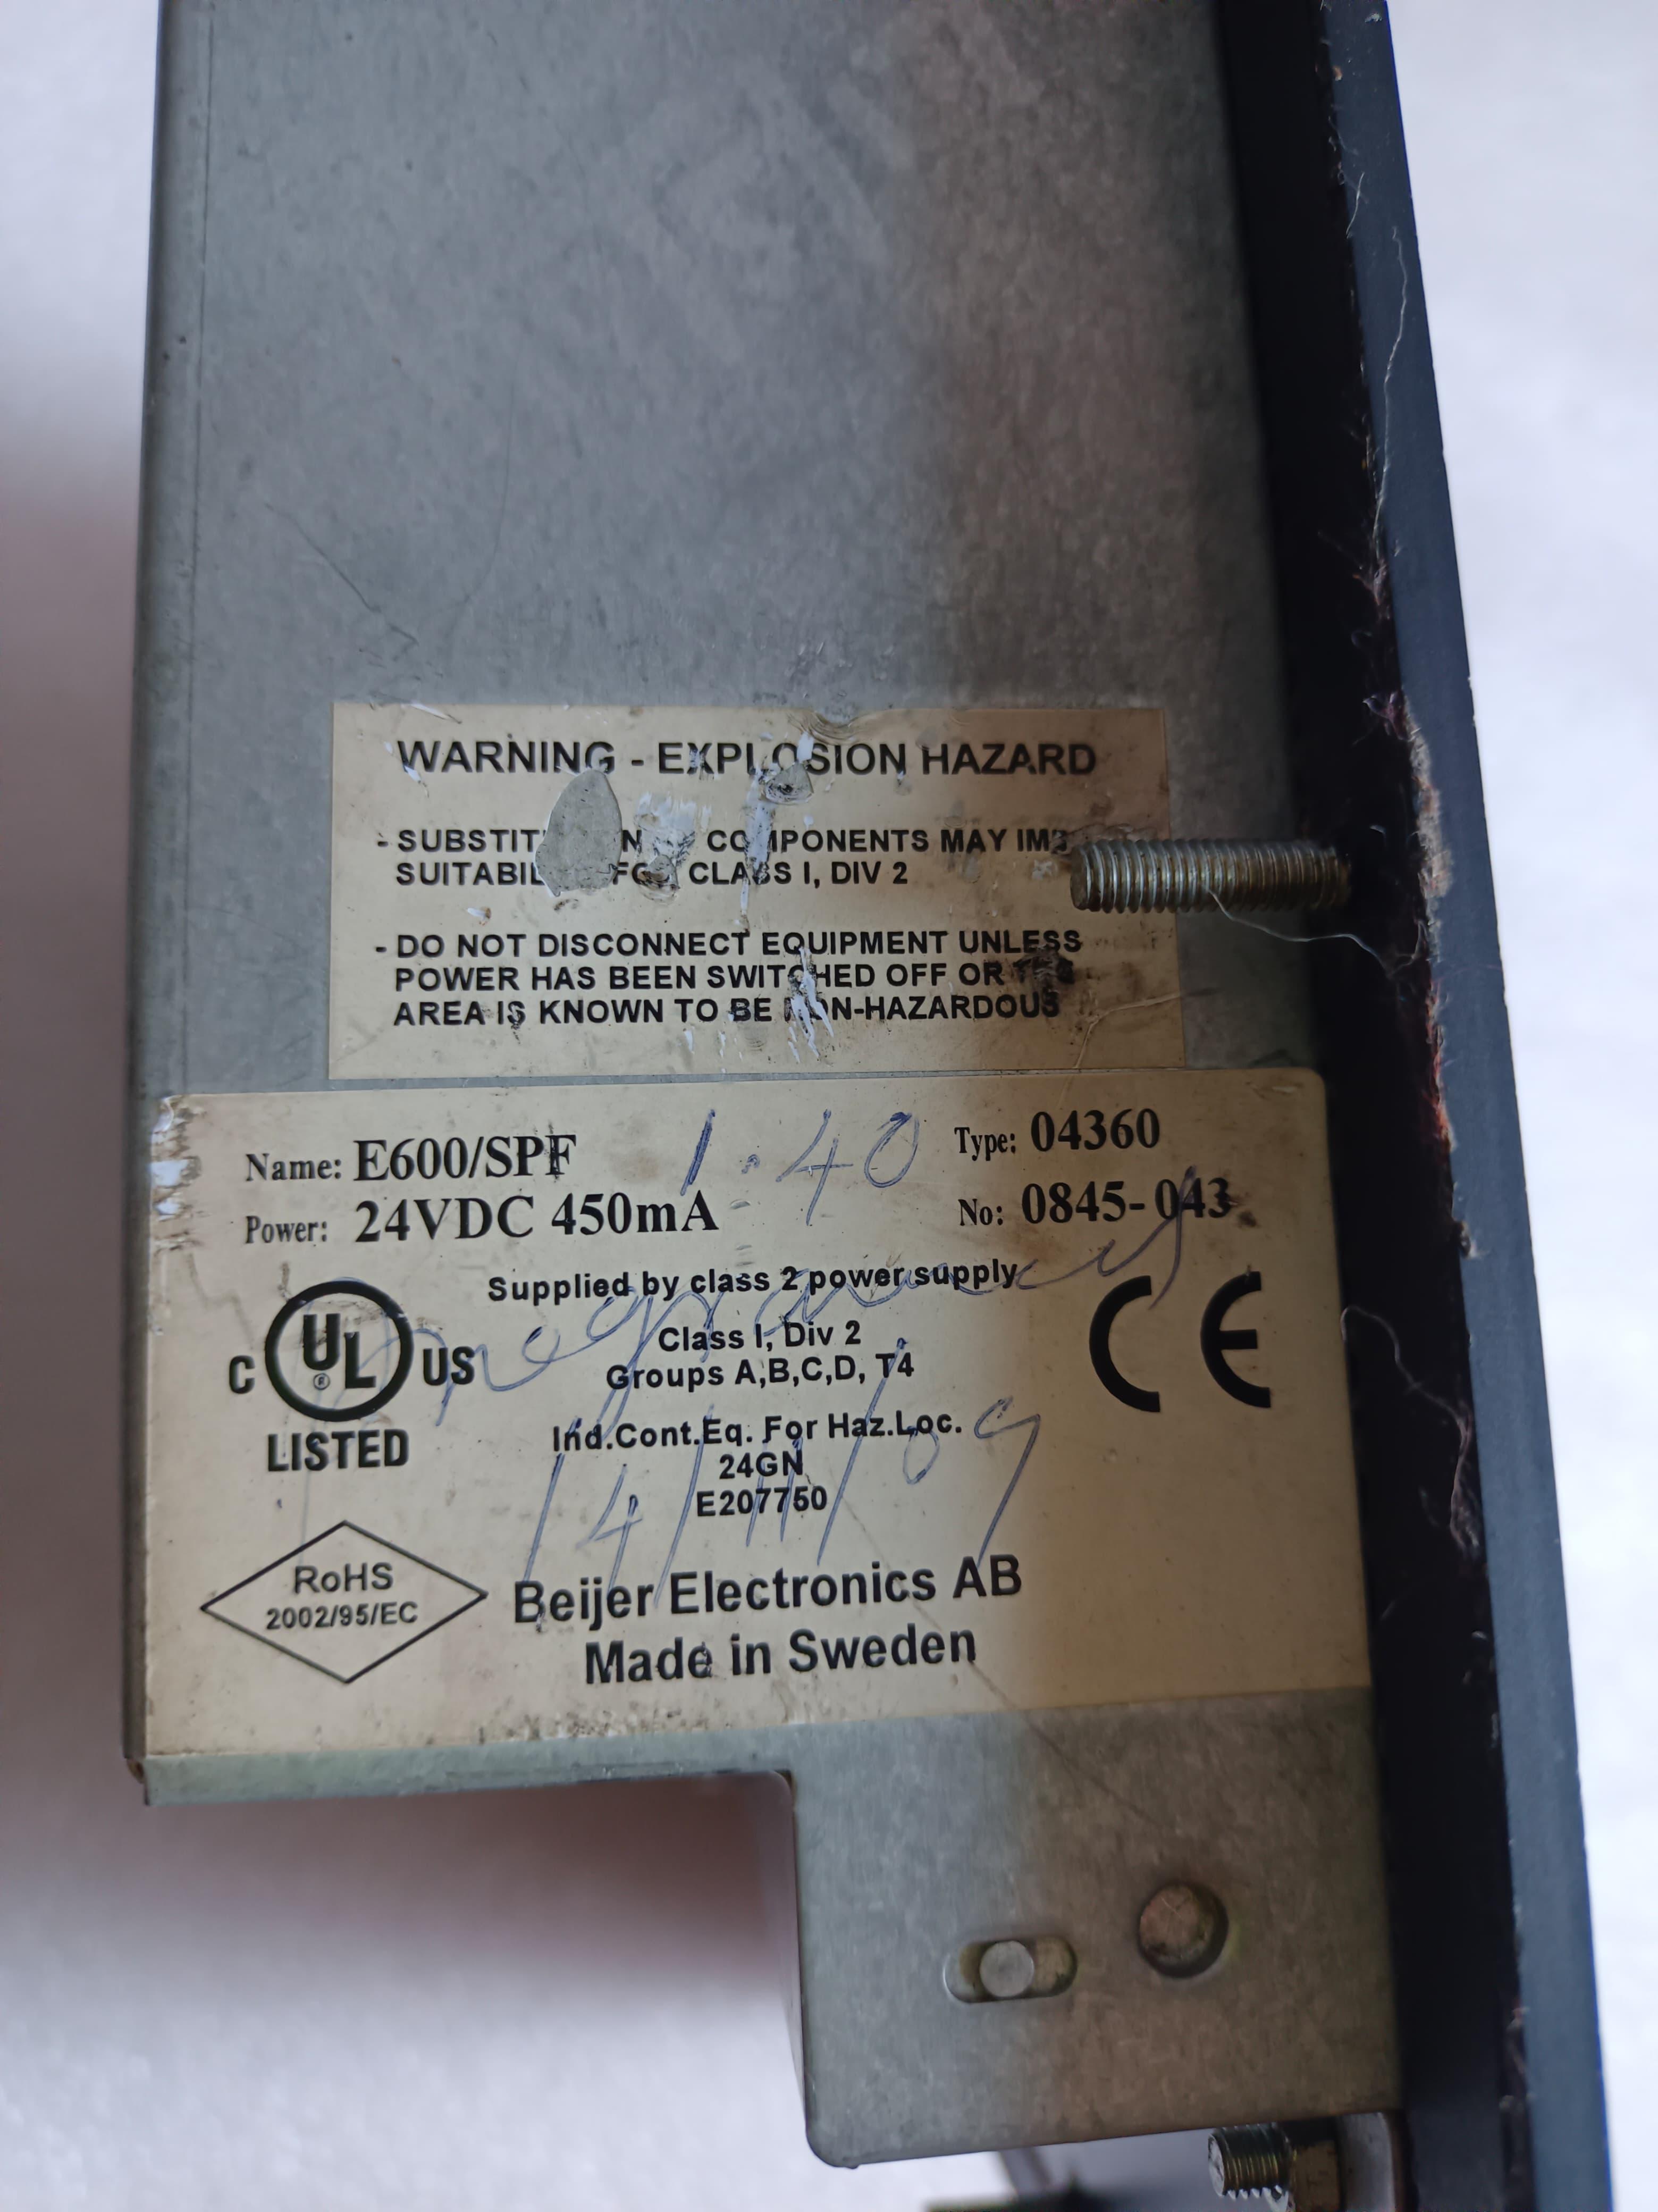 WARNING - EXPLOSION HAZARD
- COMPONENTS MAY
CLASS I, DIV 2
- DO NOT DISCONNECT EQUIPMENT UNLESS
POWER HAS BEEN SWITCHED OFF OR
AREA IS KNOWN TO BE NON-HAZARDOUS
Name: E600/SPF 1.40 Type: 04360
Power: 24VDC 450mA No: 0845-043
Supplied by class 2 power supply
Class I, Div 2
Groups A,B,C,D, T4
C UL ® US
LISTED
CE
Ind.Cont.Eq. For Haz.Loc.
24GN
E207750
14/11/09
RoHS
2002/95/EC
Beijer Electronics AB
Made in Sweden